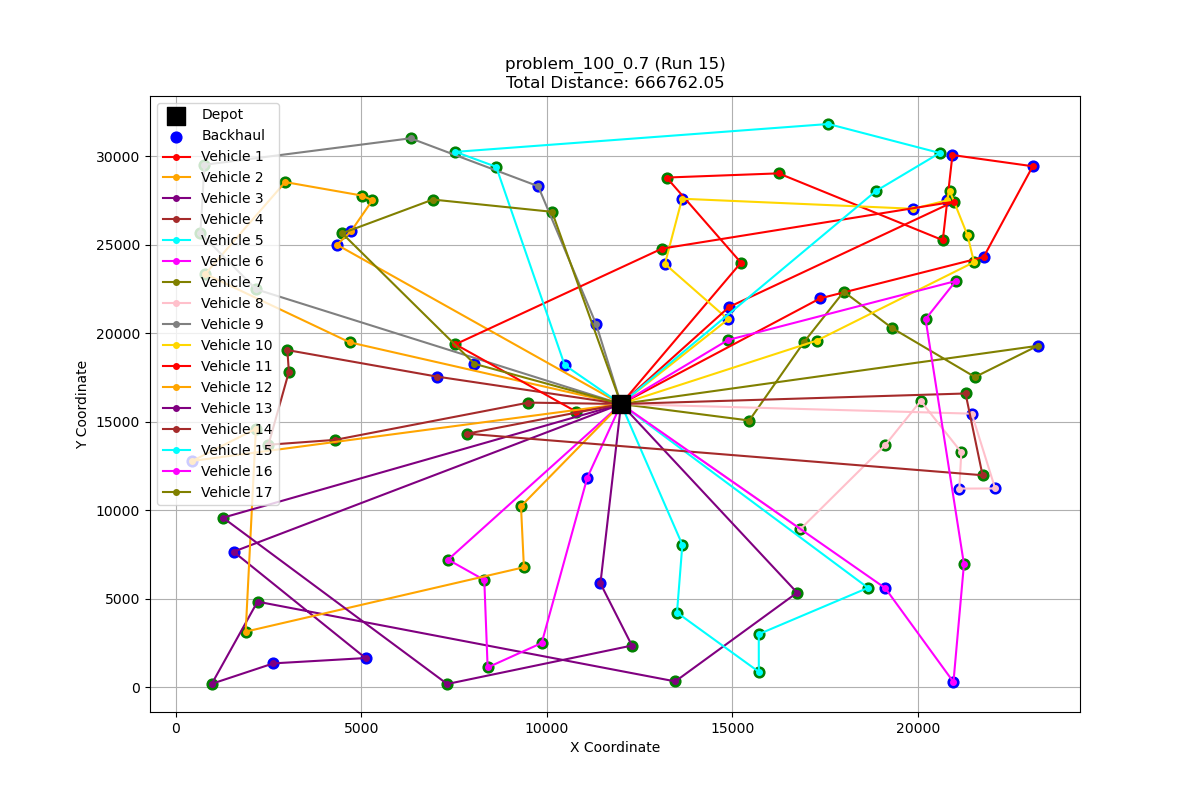 problem_100_0.7 (Run 15)
Total Distance: 666762.05
Depot
Backhaul
Vehicle 1
Vehicle 2
Vehicle 3
Vehicle 4
Vehicle 5
Vehicle 6
Vehicle 7
Vehicle 8
Vehicle 9
Vehicle 10
Vehicle 11
Vehicle 12
Vehicle 13
Vehicle 14
Vehicle 15
Vehicle 16
Vehicle 17
Y Coordinate
30000
25000
20000
15000
10000
5000
0
0 5000 10000 15000 20000
X Coordinate